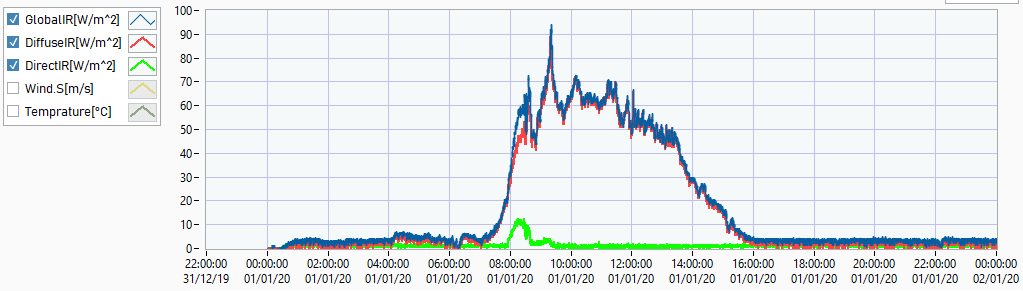 GlobalIR[W/m^2]
DiffuseIR[W/m^2]
DirectIR[W/m^2]
Wind.S[m/s]
Temprature[°C]
100
90
80
70
60
50
40
30
20
10
0
22:00:00 00:00:00 02:00:00 04:00:00 06:00:00 08:00:00 10:00:00 12:00:00 14:00:00 16:00:00 18:00:00 20:00:00 22:00:00 00:00:00
31/12/19 01/01/20 01/01/20 01/01/20 01/01/20 01/01/20 01/01/20 01/01/20 01/01/20 01/01/20 01/01/20 01/01/20 01/01/20 02/01/20